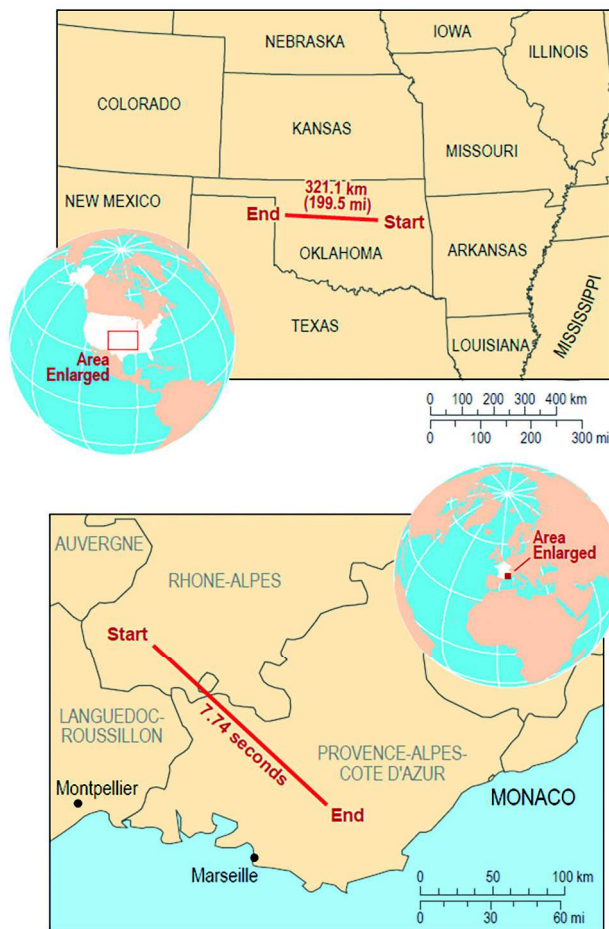 NEBRASKA
IOWA
ILLINOIS
COLORADO
KANSAS
MISSOURI
321.1 km
(199.5 mi)
NEW MEXICO
End
Start
OKLAHOMA
ARKANSAS
MISSISSIPPI
TEXAS
LOUISIANA
Area
Enlarged
0 100 200 300 400 km
0 100 200 300 mi
Area
Enlarged
AUVERGNE
RHONE-ALPES
Start
LANGUEDOC-
ROUSSILLON
7.74 seconds
PROVENCE-ALPES-
COTE D'AZUR
Montpellier
MONACO
End
Marseille
0 50 100 km
0 30 60 mi